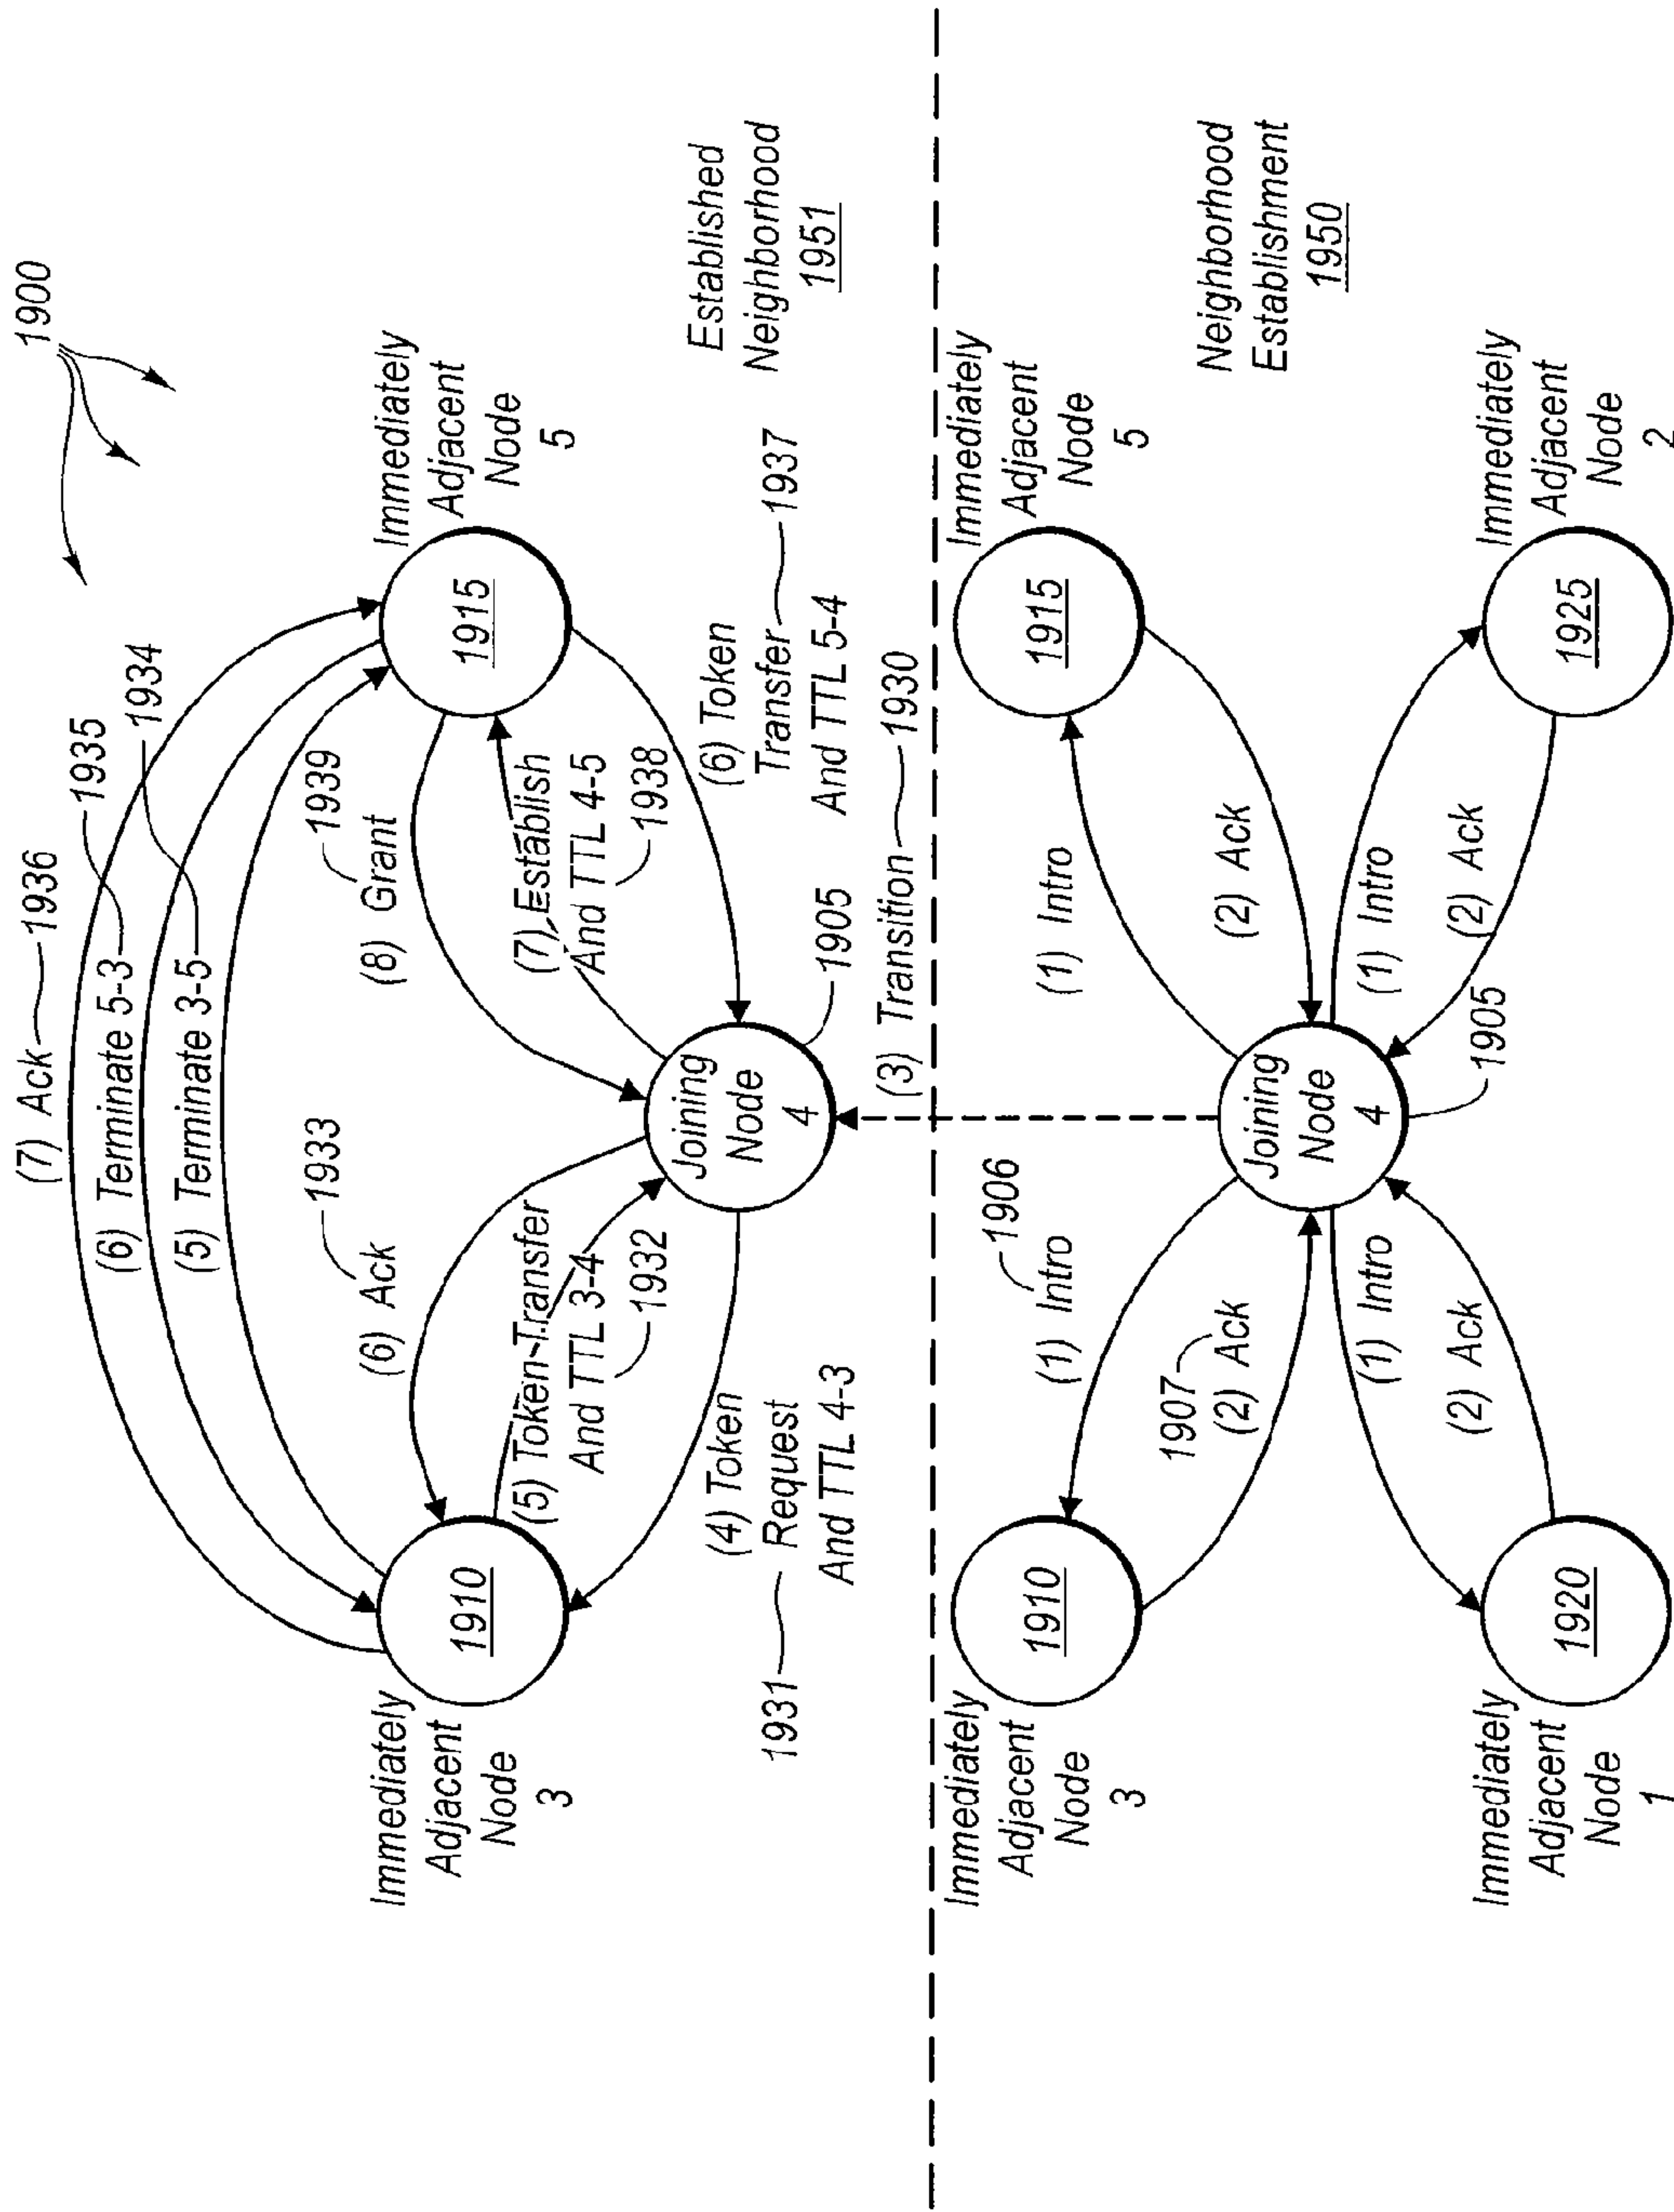 1900
(7) Ack 1936
(6) Terminate 5-3 1935
(5) Terminate 3-5 1934
1933
(6) Ack
1939
(8) Grant
Immediately
Adjacent
Node
3
1910
(5) Token-Transfer
And TTL 3-4
1932
(7) Establish
And TTL 4-5
1938
1915
Immediately
Adjacent
Node
5
Joining
Node
4
1905
(4) Token
1931 Request
And TTL 4-3
(6) Token
Transfer 1937
And TTL 5-4
Established
Neighborhood
1951
(3) Transition 1930
Immediately
Adjacent
Node
3
1910
1906
(1) Intro
1907
(2) Ack
(1) Intro
(2) Ack
1915
Immediately
Adjacent
Node
5
Joining
Node
4
1905
Neighborhood
Establishment
1950
(1) Intro
(2) Ack
(1) Intro
(2) Ack
Immediately
Adjacent
Node
1
1920
1925
Immediately
Adjacent
Node
2